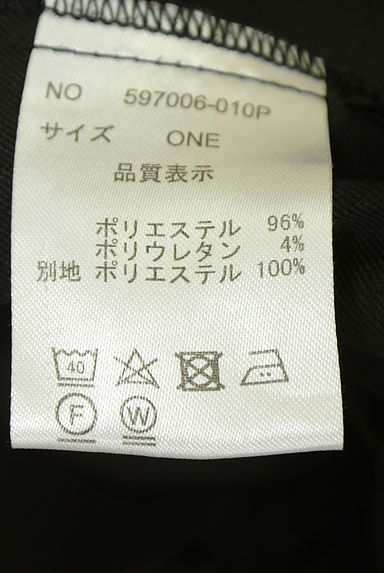 NO 597006-010P
サイズ ONE
品質表示
ポリエステル 96%
ポリウレタン 4%
別地 ポリエステル 100%
40
F W